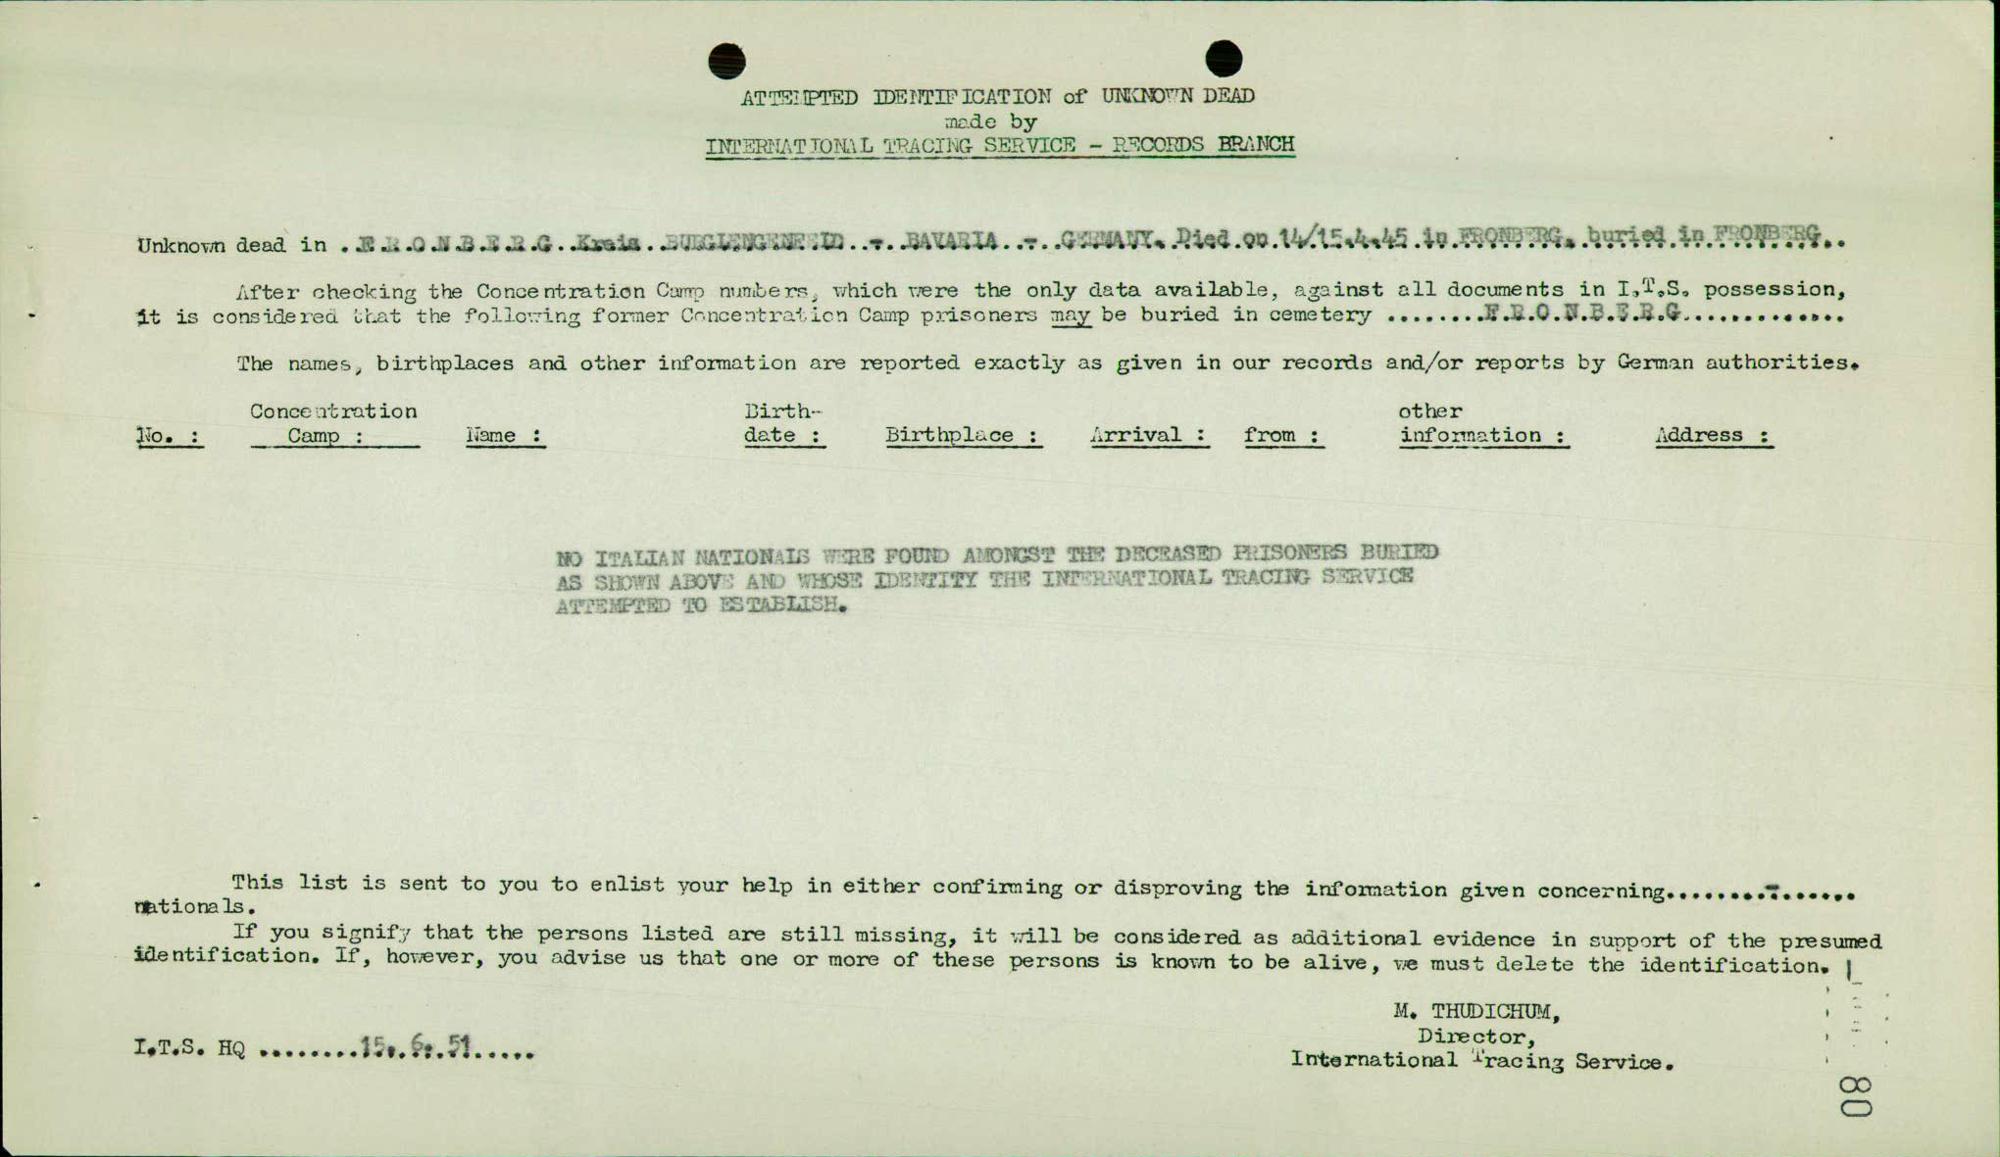 ATTEMPTED IDENTIFICATION of UNKNOWN DEAD
made by
INTERNATIONAL TRACING SERVICE - RECORDS BRANCH
Unknown dead in .F.R.O.N.B.E.R.G..Kreis..BURGLENGENFELD..-..BAVARIA..-..GERMANY. Died.on.14/15.4.45.in.FRONBERG, buried.in.FRONBERG..
After checking the Concentration Camp numbers, which were the only data available, against all documents in I.T.S. possession,
it is considered that the following former Concentration Camp prisoners may be buried in cemetery ........F.R.O.N.B.E.R.G.............
The names, birthplaces and other information are reported exactly as given in our records and/or reports by German authorities.
Concentration Birth- other
No. : Camp : Name : date : Birthplace : Arrival : from : information : Address :
NO ITALIAN NATIONALS WERE FOUND AMONGST THE DECEASED PRISONERS BURIED
AS SHOWN ABOVE AND WHOSE IDENTITY THE INTERNATIONAL TRACING SERVICE
ATTEMPTED TO ESTABLISH.
This list is sent to you to enlist your help in either confirming or disproving the information given concerning........-......
nationals.
If you signify that the persons listed are still missing, it will be considered as additional evidence in support of the presumed
identification. If, however, you advise us that one or more of these persons is known to be alive, we must delete the identification.
M. THUDICHUM,
Director,
I.T.S. HQ ........15. 6. 51......
International Tracing Service.
80